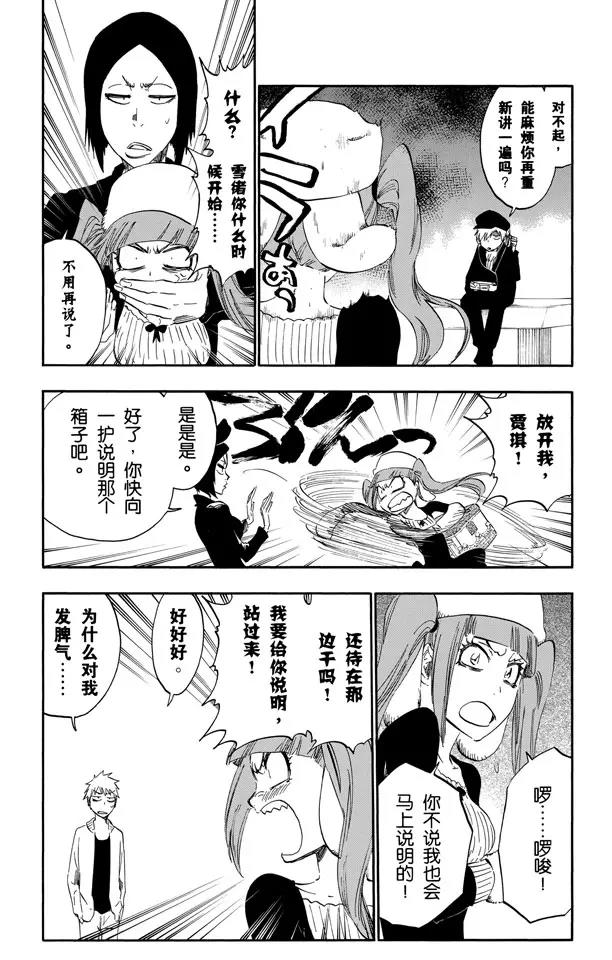 对不起，
能麻烦你再重
新讲一遍吗？
什么？
雪绪你什么时
候开始……
不用再说了。
放开我，
霓琪！
是是是。
好了，你快向
一护说明那个
箱子吧。
啰……啰唆！
你不说我也会
马上说明的！
还待在那
边干吗！
我要给你说明，
站过来！
好好好。
为什么对我
发脾气……